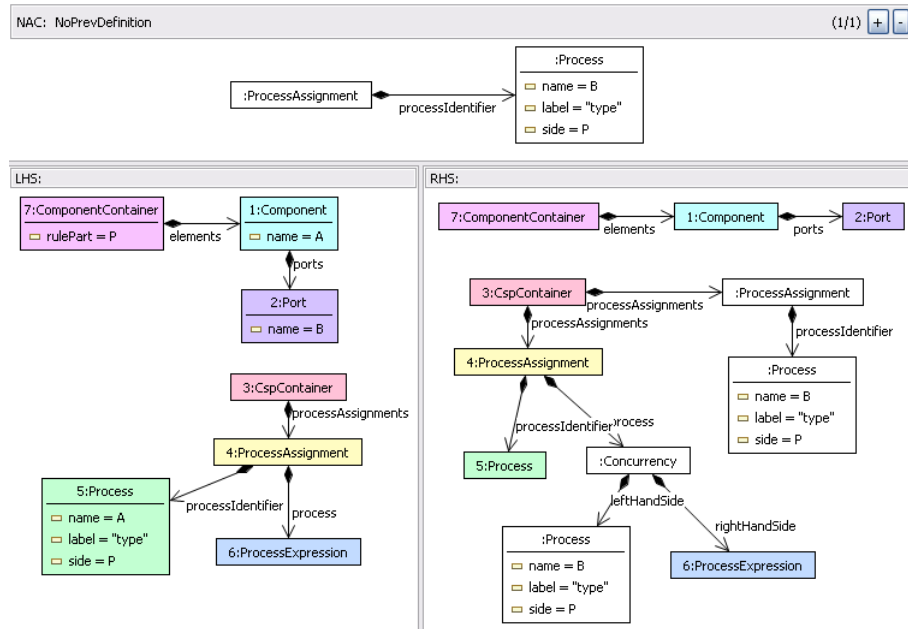 NAC: NoPrevDefinition (1/1) + -
:Process
name = B
label = "type"
side = P
:ProcessAssignment
processIdentifier
LHS:
7:ComponentContainer
rulePart = P
elements
1:Component
name = A
ports
2:Port
name = B
3:CspContainer
processAssignments
4:ProcessAssignment
processIdentifier
process
5:Process
name = A
label = "type"
side = P
6:ProcessExpression
RHS:
7:ComponentContainer
elements
1:Component
ports
2:Port
3:CspContainer
processAssignments
:ProcessAssignment
processAssignments
processIdentifier
4:ProcessAssignment
:Process
name = B
label = "type"
side = P
processIdentifier
rocess
5:Process
:Concurrency
leftHandSide
rightHandSide
:Process
name = B
label = "type"
side = P
6:ProcessExpression